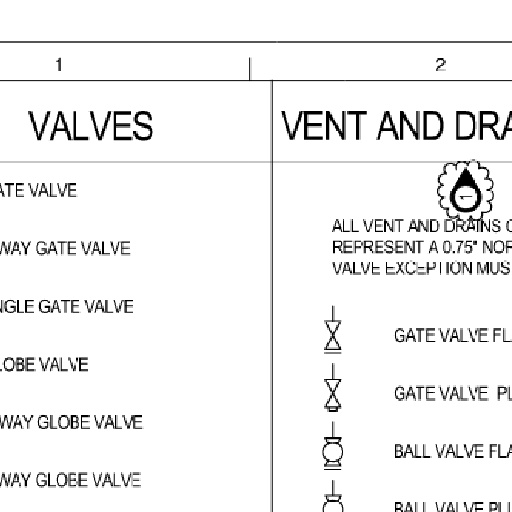 1
2
VALVES
VENT AND DRA
ATE VALVE
WAY GATE VALVE
NGLE GATE VALVE
LOBE VALVE
WAY GLOBE VALVE
WAY GLOBE VALVE
1
ALL VENT AND DRAINS
REPRESENT A 0.75" NOR
VALVE EXCEPTION MUS
GATE VALVE FLA
GATE VALVE PL
BALL VALVE FLA
BALL VALVE PLU